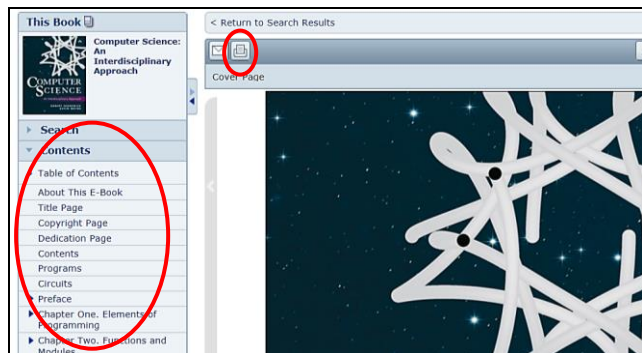 This Book
Computer Science:
An
Interdisciplinary
Approach
COMPUTER
SCIENCE
Search
Contents
Table of Contents
About This E-Book
Title Page
Copyright Page
Dedication Page
Contents
Programs
Circuits
Preface
Chapter One. Elements of
Programming
Chapter Two. Functions and
Modules
< Return to Search Results
Cover Page